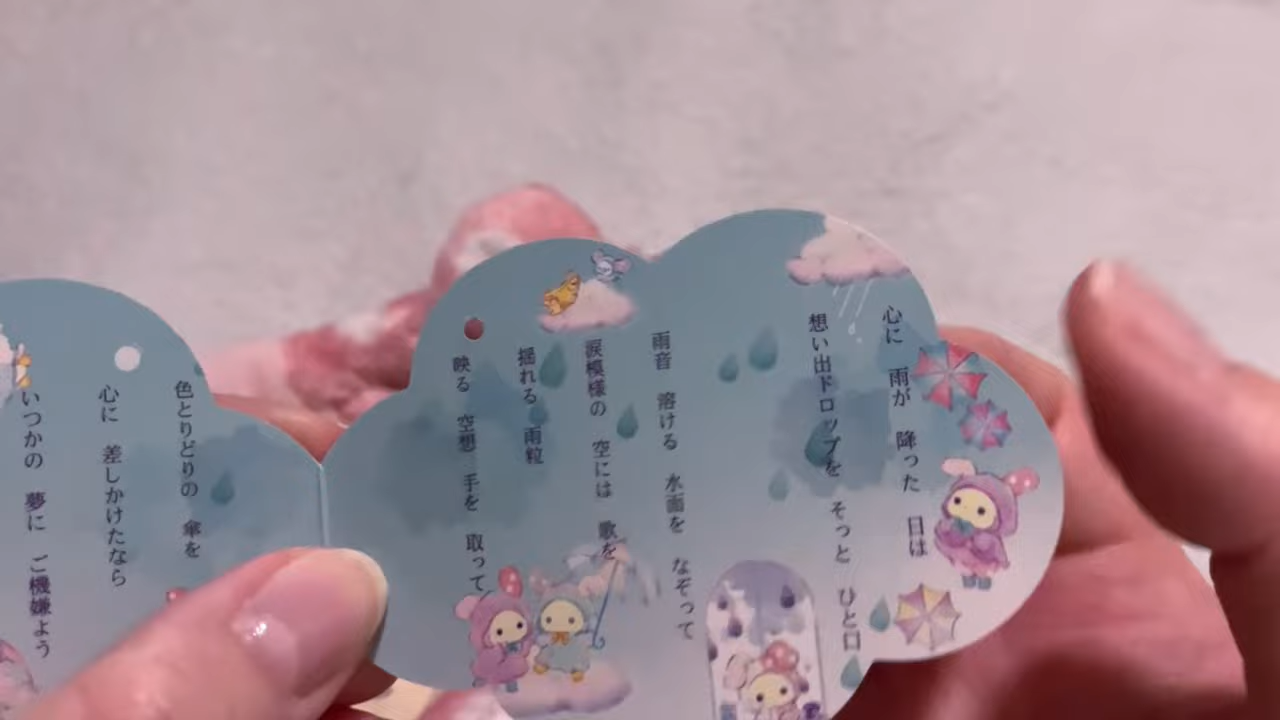 心に 雨が 降った 日は
想い出ドロップを そっと ひと口
雨音 溶ける 水面を なぞって
涙模様の 空には 歌を
揺れる 雨粒
映る 空想 手を 取って
色とりどりの 傘を
心に 差しかけたなら
いつかの 夢に ご機嫌よう